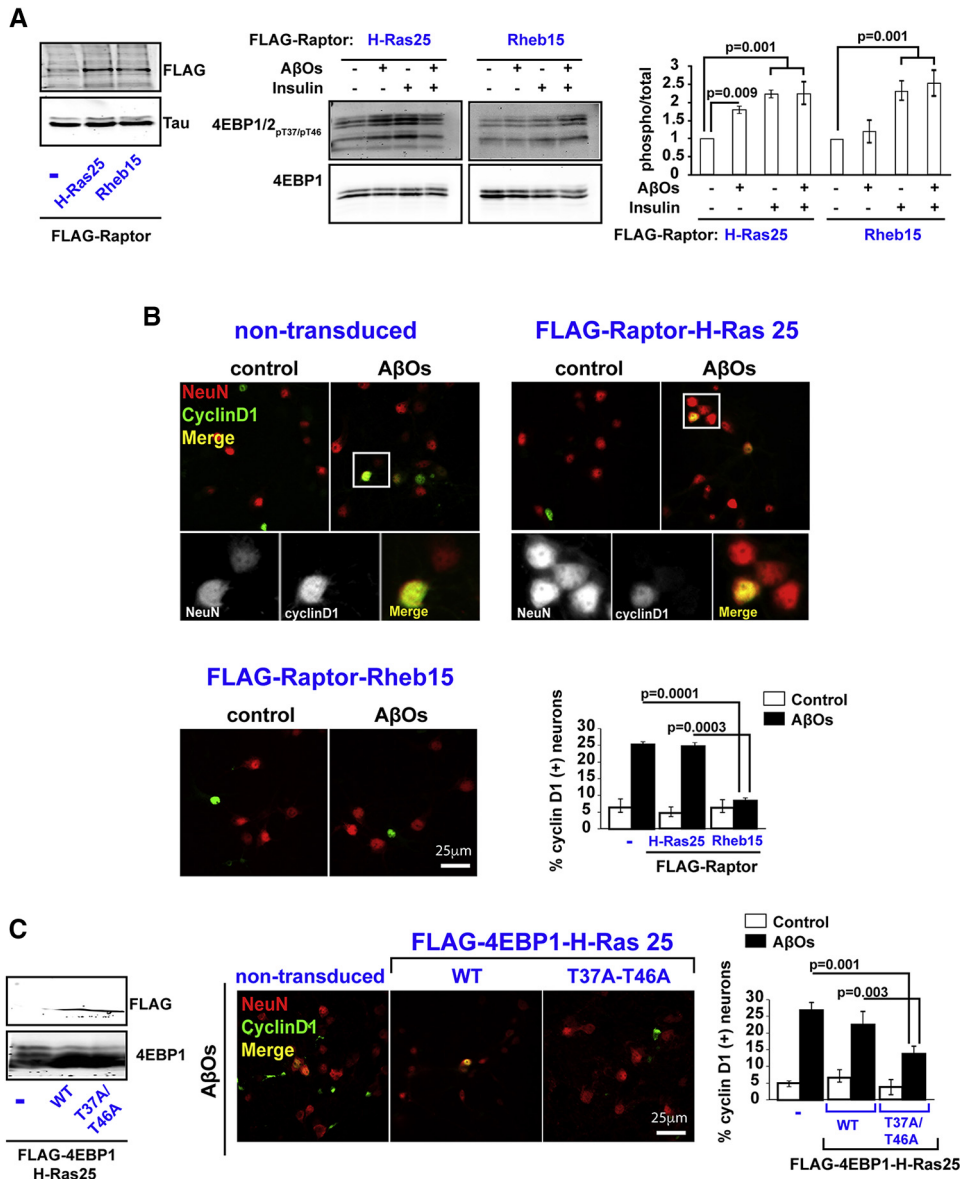 A
FLAG
Tau
-
H-Ras25
Rheb15
FLAG-Raptor
FLAG-Raptor: H-Ras25 Rheb15
AβOs - + - + - + - +
Insulin - - + + - - + +
4EBP1/2pT37/pT46
4EBP1
p=0.001 p=0.001
p=0.009
phospho/total
3
2.5
2
1.5
1
0.5
0
AβOs - + - + - + - +
Insulin - - + + - - + +
FLAG-Raptor: H-Ras25 Rheb15
B
non-transduced
control AβOs
NeuN
CyclinD1
Merge
NeuN cyclinD1 Merge
FLAG-Raptor-H-Ras 25
control AβOs
NeuN cyclinD1 Merge
FLAG-Raptor-Rheb15
control AβOs
25μm
p=0.0001
p=0.0003
Control
AβOs
% cyclin D1 (+) neurons
30
25
20
15
10
5
0
- H-Ras25 Rheb15
FLAG-Raptor
C
FLAG
4EBP1
-
WT
T37A/
T46A
FLAG-4EBP1
H-Ras25
FLAG-4EBP1-H-Ras 25
non-transduced WT T37A-T46A
AβOs
NeuN
CyclinD1
Merge
25μm
Control
AβOs
p=0.001
p=0.003
% cyclin D1 (+) neurons
30
25
20
15
10
5
0
- WT T37A/
T46A
FLAG-4EBP1-H-Ras25